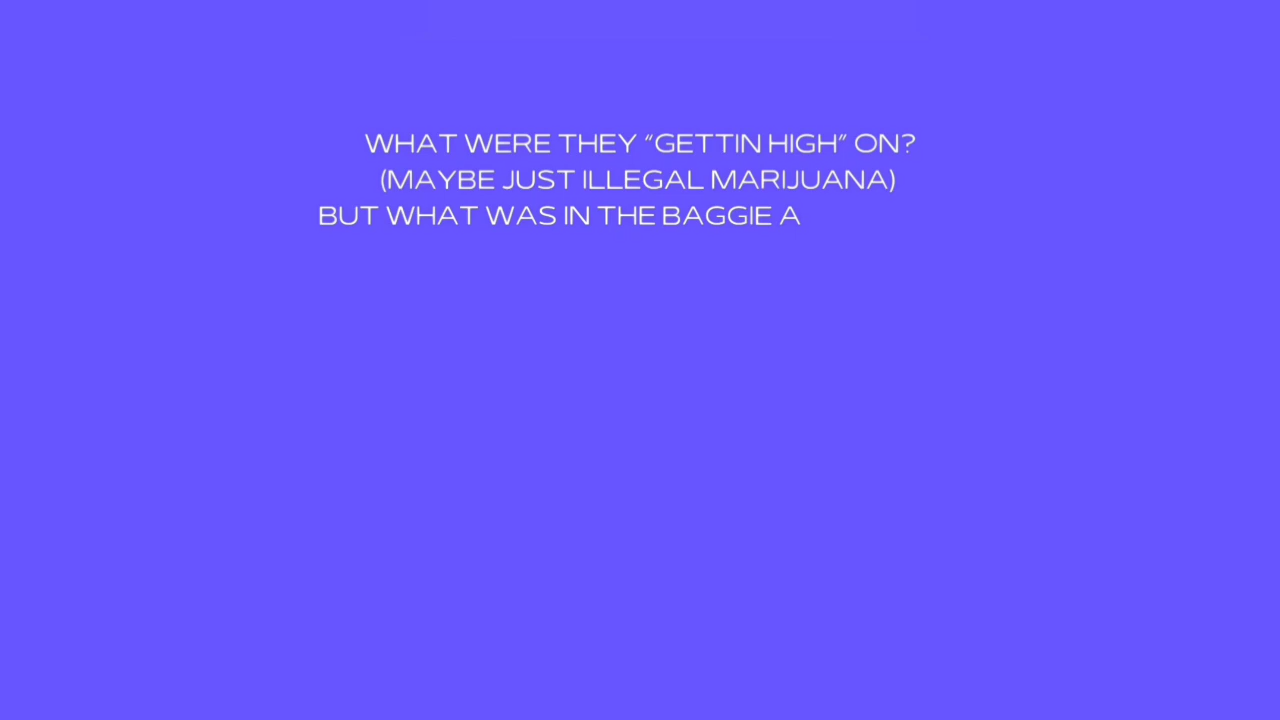 WHAT WERE THEY “GETTIN HIGH” ON?
(MAYBE JUST ILLEGAL MARIJUANA)
BUT WHAT WAS IN THE BAGGIE A